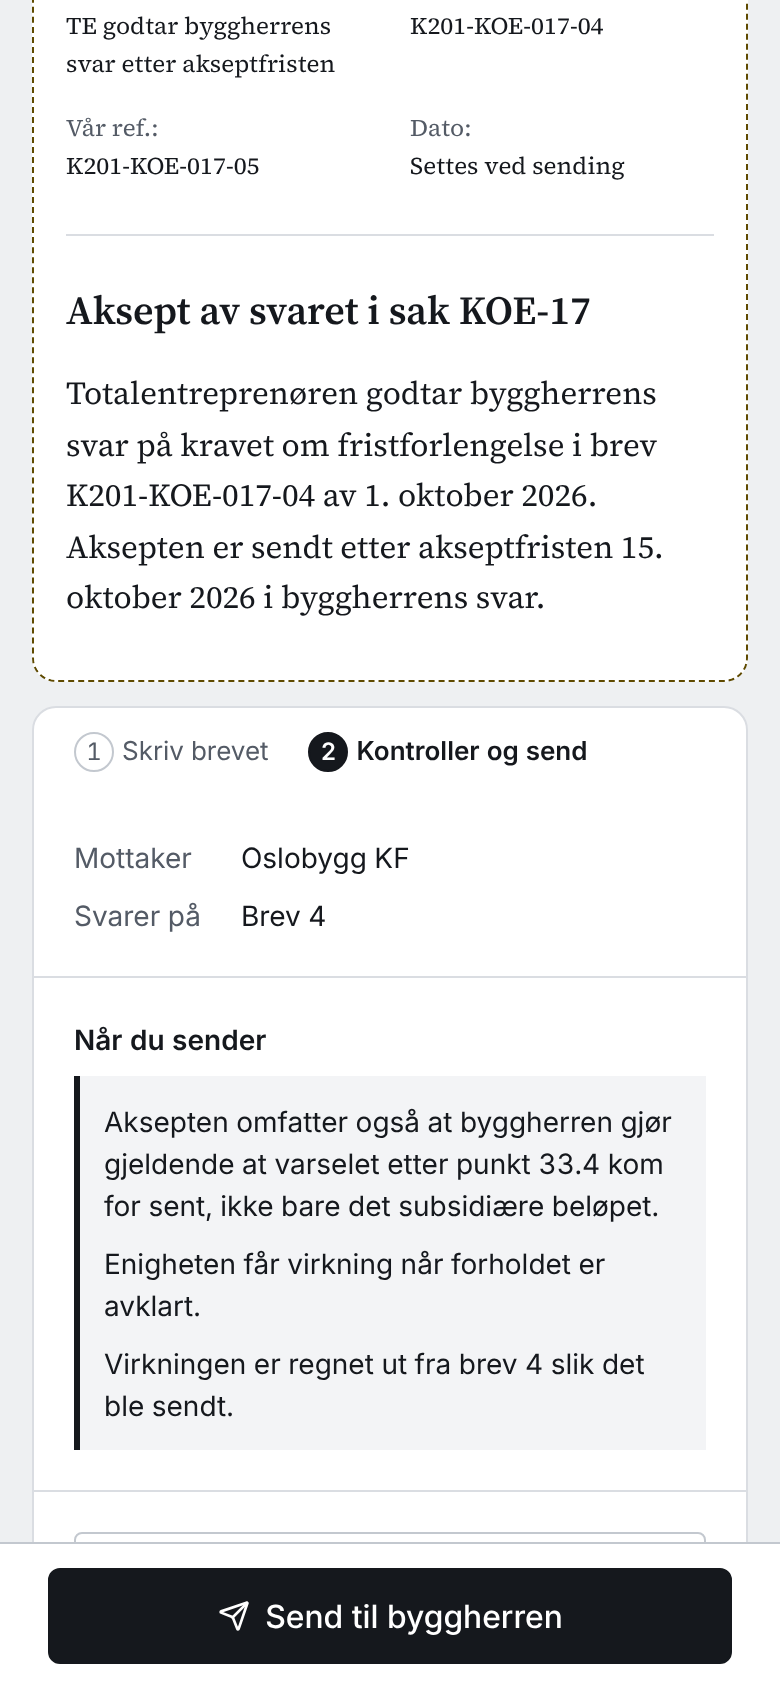 TE godtar byggherrens
svar etter akseptfristen
K201-KOE-017-04
Vår ref.:
K201-KOE-017-05
Dato:
Settes ved sending
Aksept av svaret i sak KOE-17
Totalentreprenøren godtar byggherrens
svar på kravet om fristforlengelse i brev
K201-KOE-017-04 av 1. oktober 2026.
Aksepten er sendt etter akseptfristen 15.
oktober 2026 i byggherrens svar.
1 Skriv brevet
2 Kontroller og send
Mottaker Oslobygg KF
Svarer på Brev 4
Når du sender
Aksepten omfatter også at byggherren gjør
gjeldende at varselet etter punkt 33.4 kom
for sent, ikke bare det subsidiære beløpet.
Enigheten får virkning når forholdet er
avklart.
Virkningen er regnet ut fra brev 4 slik det
ble sendt.
Send til byggherren